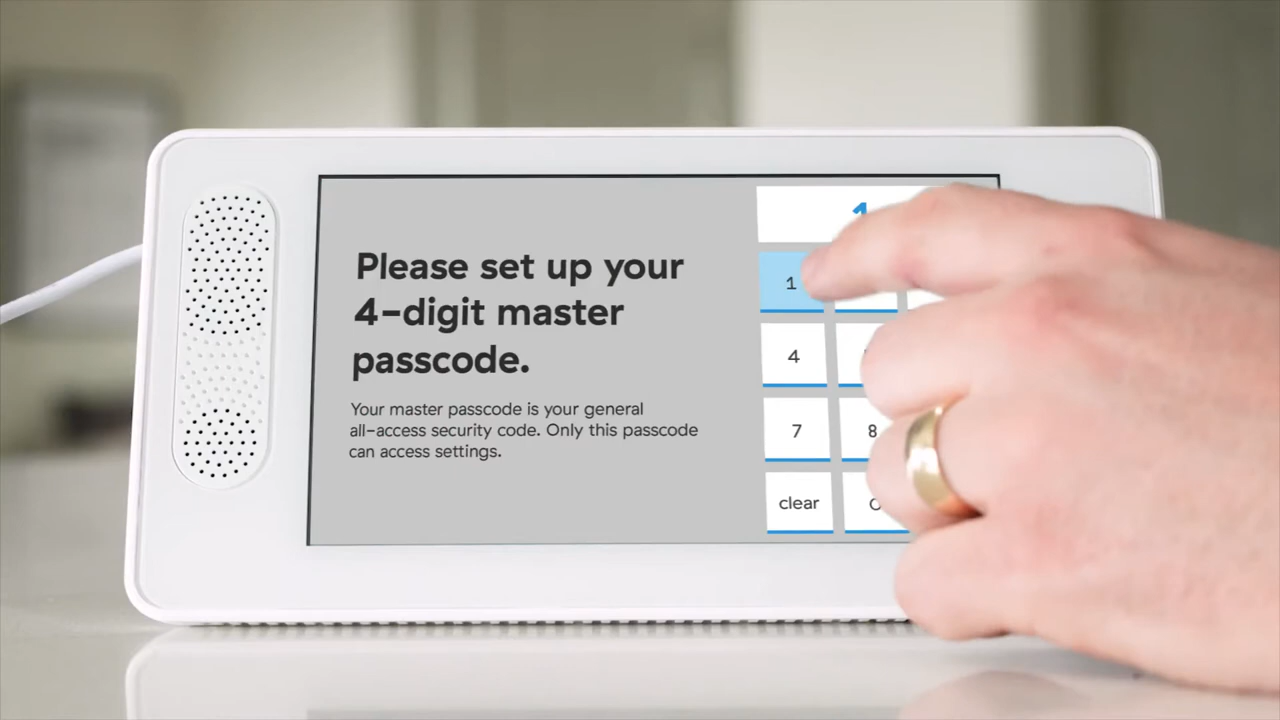 Please set up your
4-digit master
passcode.
Your master passcode is your general
all-access security code. Only this passcode
can access settings.
1
1
4
7 8
clear 0